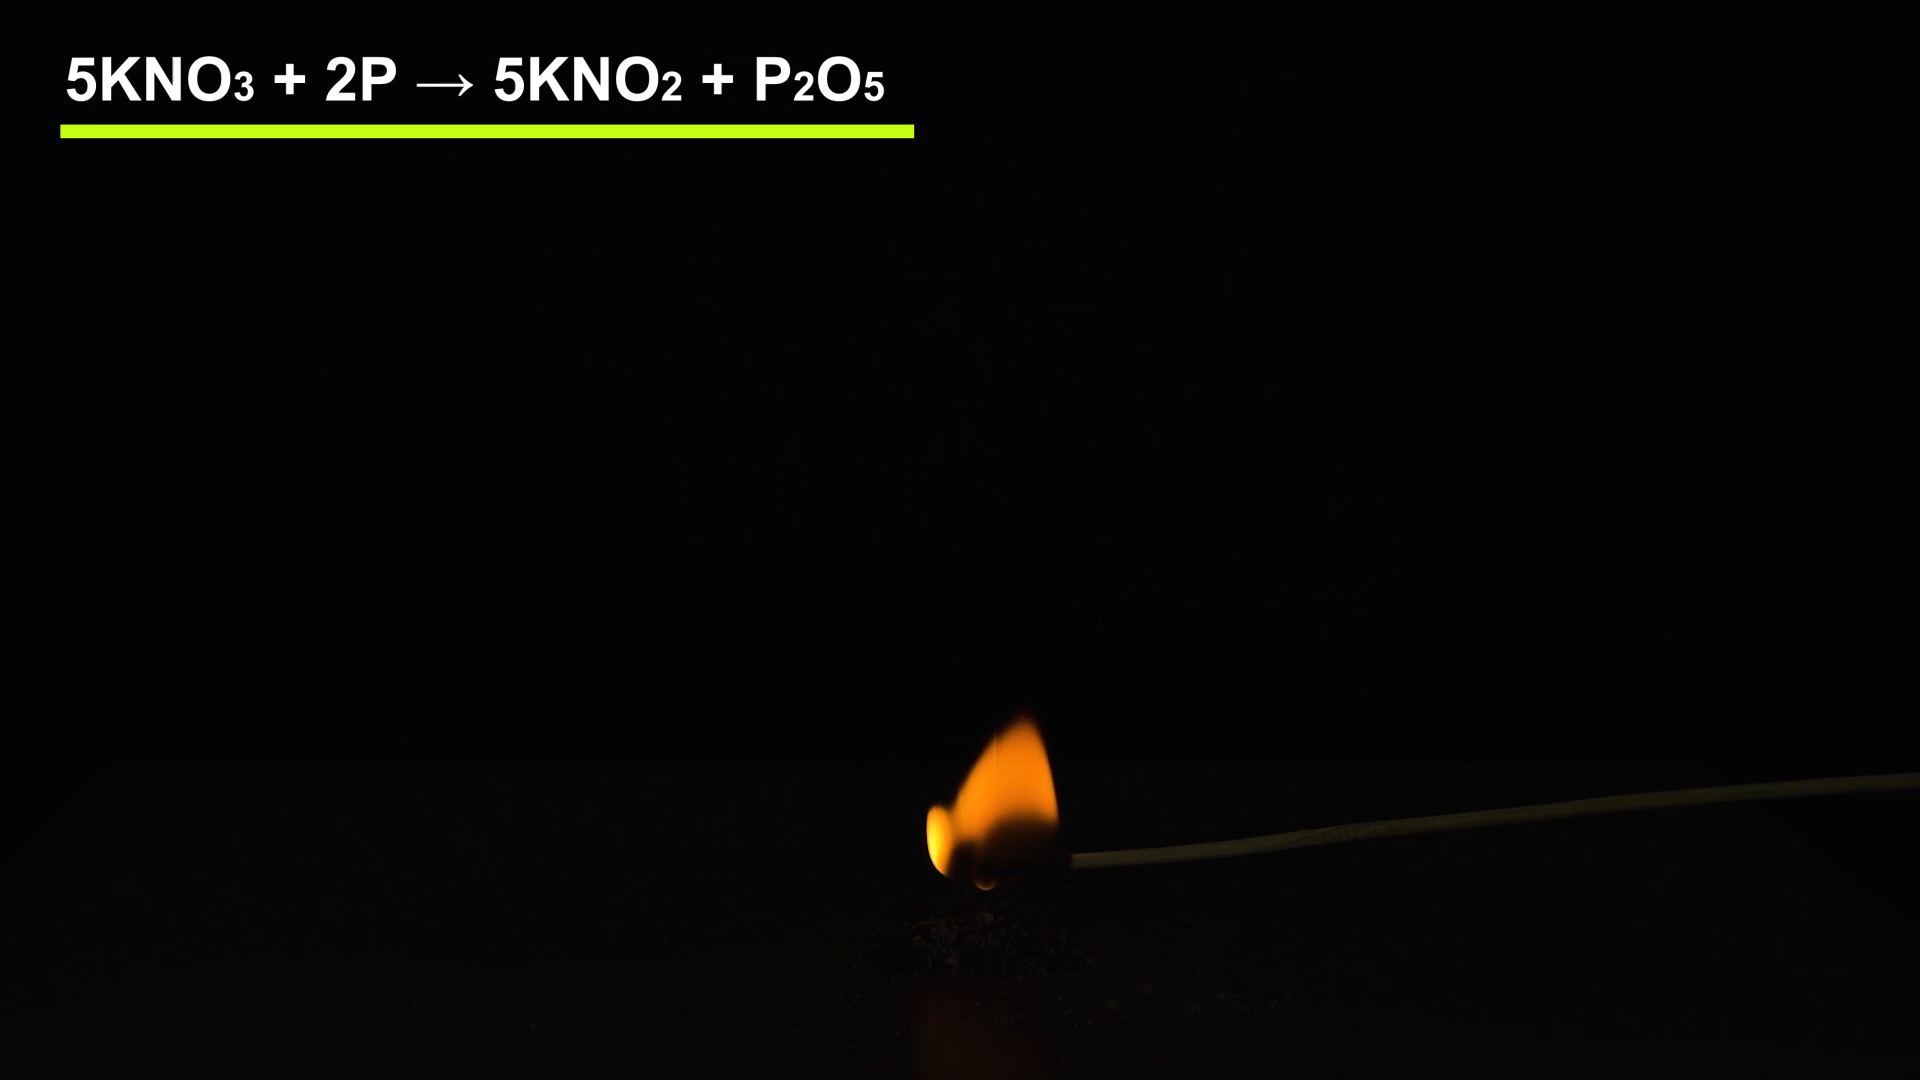 5KNO3 + 2P → 5KNO2 + P2O5